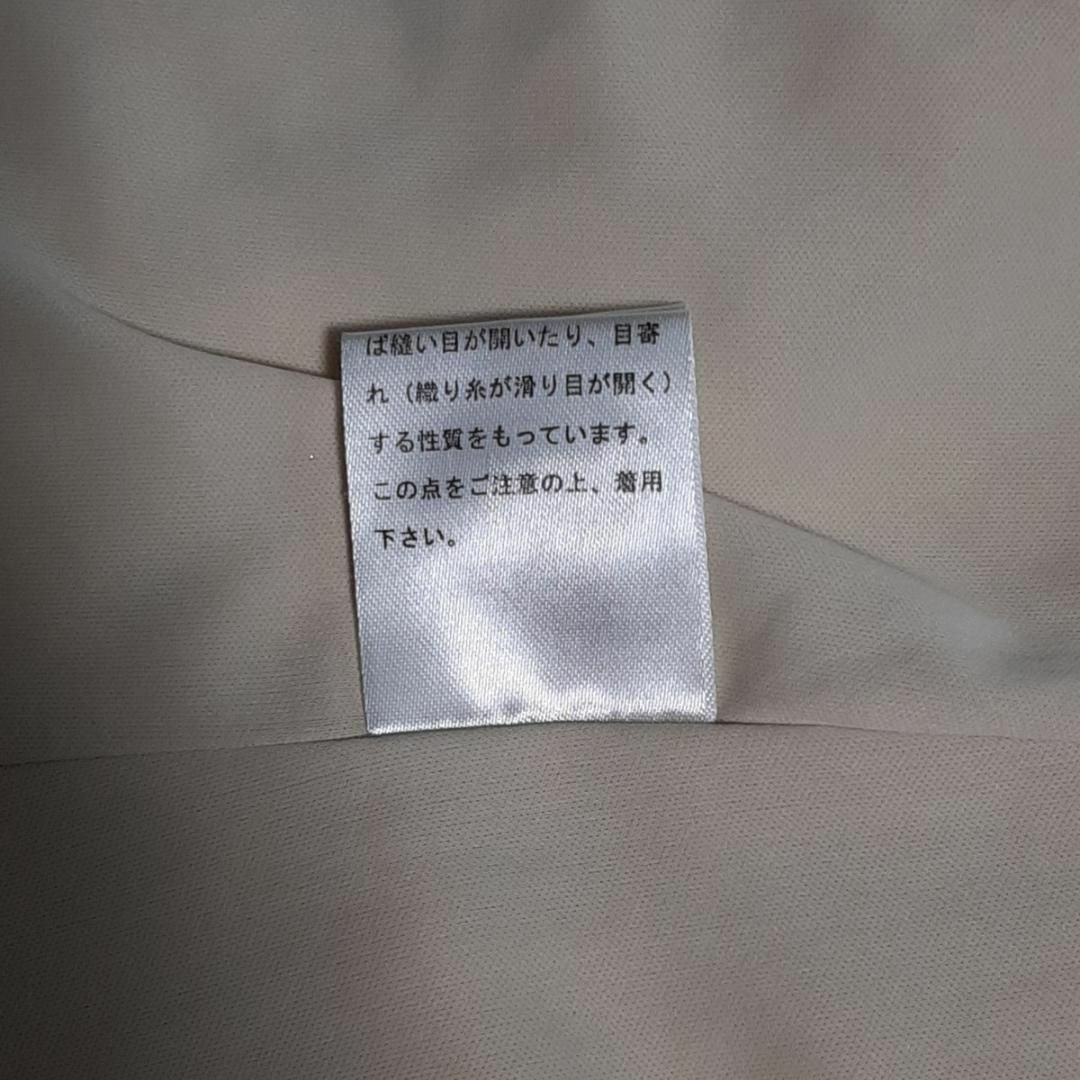 ば縫い目が開いたり、目寄
れ（織り糸が滑り目が開く）
する性質をもっています。
この点をご注意の上、着用
下さい。